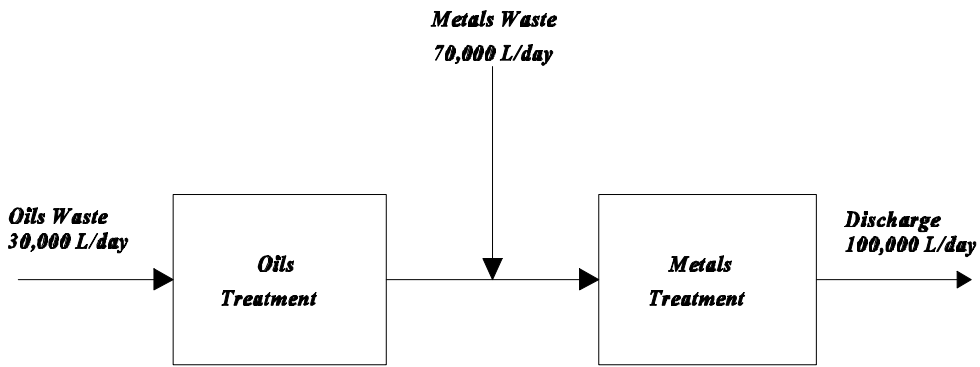 Metals Waste
70,000 L/day
Oils Waste
30,000 L/day
Oils
Treatment
Metals
Treatment
Discharge
100,000 L/day